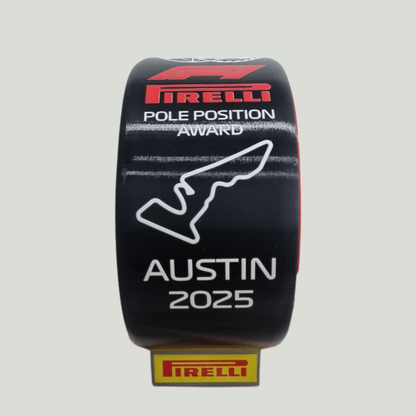 PIRELLI
POLE POSITION
AWARD
AUSTIN
2025
PIRELLI